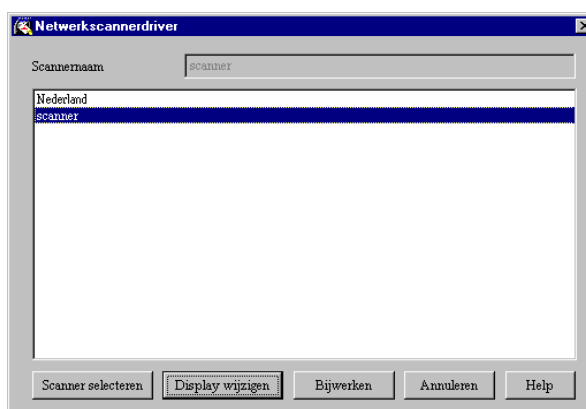 Netwerkscannerdriver
Scannernaam scanner
Nederland
scanner
Scanner selecteren Display wijzigen Bijwerken Annuleren Help